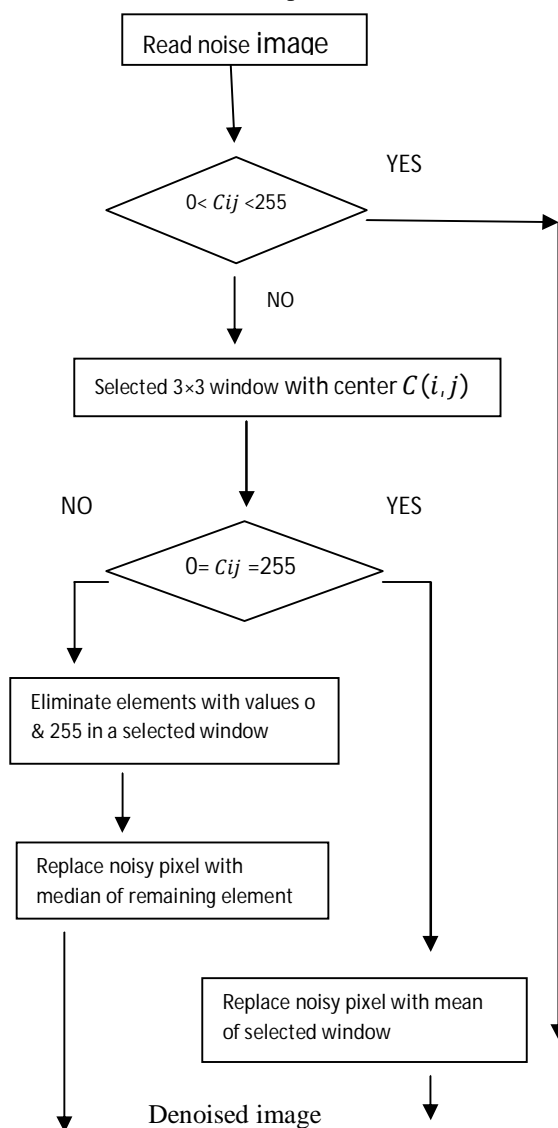 Read noise image
YES
0< Cij <255
NO
Selected 3×3 window with center C(i,j)
NO
YES
0= Cij =255
Eliminate elements with values o
& 255 in a selected window
Replace noisy pixel with
median of remaining element
Replace noisy pixel with mean
of selected window
Denoised image